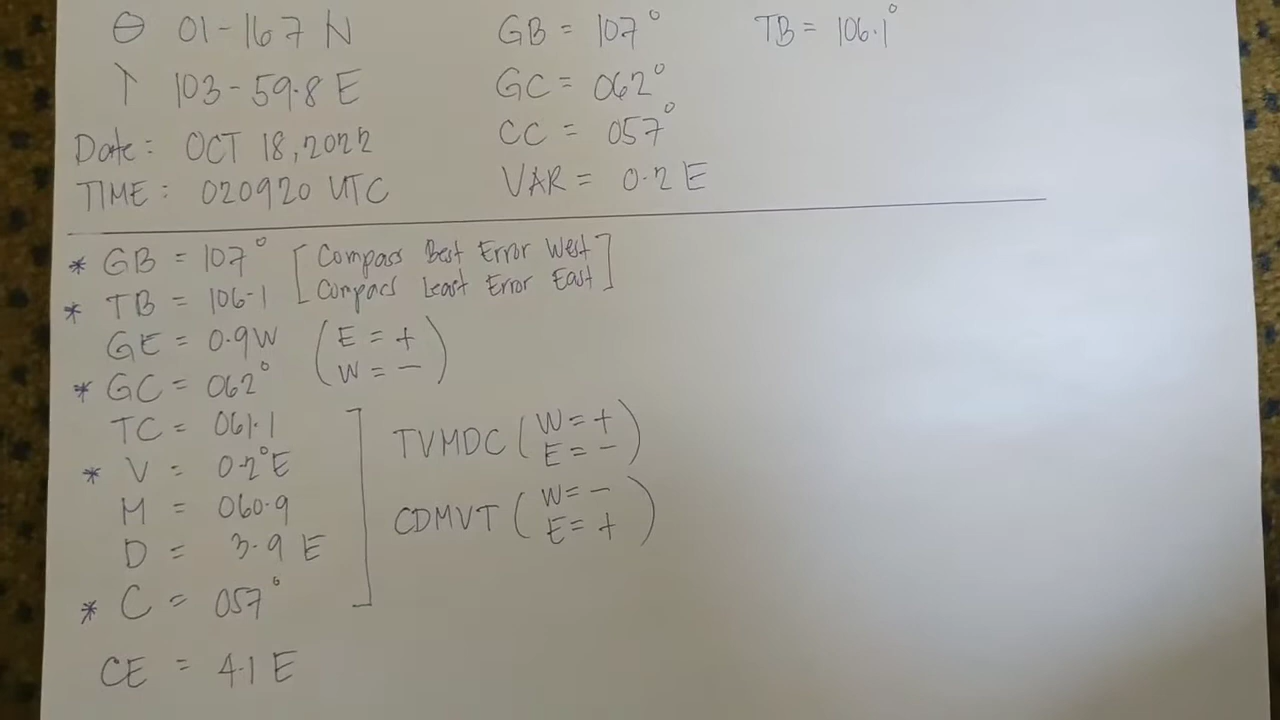 θ 01-16.7 N
GB = 107°
TB = 106.1°
λ 103-59.8 E
GC = 062°
Date: OCT 18, 2022
CC = 057°
TIME: 020920 UTC
VAR = 0.2 E
* GB = 107° [Compass Best Error West
* TB = 106.1 Compass Least Error East]
GE = 0.9W (E = +
W = -)
* GC = 062°
TC = 061.1
TVMDC (W = +
E = -)
* V = 0.2°E
M = 060.9
CDMVT (W = -
E = +)
D = 3.9 E
* C = 057°
CE = 4.1 E